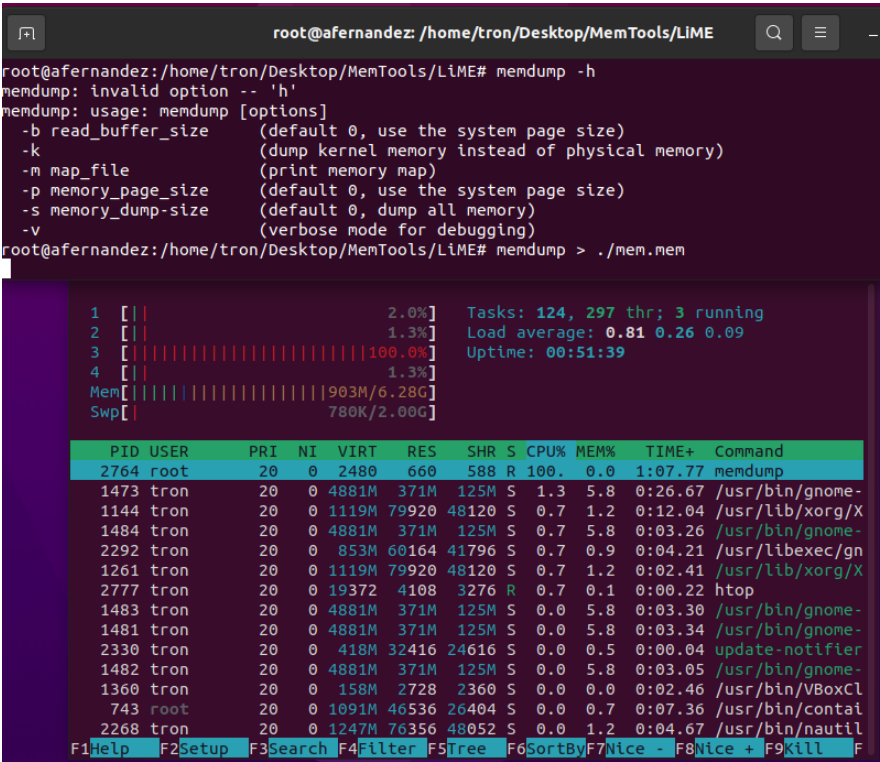 root@afernandez: /home/tron/Desktop/MemTools/LiME
root@afernandez:/home/tron/Desktop/MemTools/LiME# memdump -h
memdump: invalid option -- 'h'
memdump: usage: memdump [options]
  -b read_buffer_size     (default 0, use the system page size)
  -k                      (dump kernel memory instead of physical memory)
  -m map_file             (print memory map)
  -p memory_page_size     (default 0, use the system page size)
  -s memory_dump-size     (default 0, dump all memory)
  -v                      (verbose mode for debugging)
root@afernandez:/home/tron/Desktop/MemTools/LiME# memdump > ./mem.mem
1 [|| 2.0%] Tasks: 124, 297 thr; 3 running
2 [|| 1.3%] Load average: 0.81 0.26 0.09
3 [||||||||||||||||||||||||100.0%] Uptime: 00:51:39
4 [|| 1.3%]
Mem[||||||||||||||||||||903M/6.28G]
Swp[| 780K/2.00G]
PID USER PRI NI VIRT RES SHR S CPU% MEM% TIME+ Command
2764 root 20 0 2480 660 588 R 100. 0.0 1:07.77 memdump
1473 tron 20 0 4881M 371M 125M S 1.3 5.8 0:26.67 /usr/bin/gnome-
1144 tron 20 0 1119M 79920 48120 S 0.7 1.2 0:12.04 /usr/lib/xorg/X
1484 tron 20 0 4881M 371M 125M S 0.7 5.8 0:03.26 /usr/bin/gnome-
2292 tron 20 0 853M 60164 41796 S 0.7 0.9 0:04.21 /usr/libexec/gn
1261 tron 20 0 1119M 79920 48120 S 0.7 1.2 0:02.41 /usr/lib/xorg/X
2777 tron 20 0 19372 4108 3276 R 0.7 0.1 0:00.22 htop
1483 tron 20 0 4881M 371M 125M S 0.0 5.8 0:03.30 /usr/bin/gnome-
1481 tron 20 0 4881M 371M 125M S 0.0 5.8 0:03.34 /usr/bin/gnome-
2330 tron 20 0 418M 32416 24616 S 0.0 0.5 0:00.04 update-notifier
1482 tron 20 0 4881M 371M 125M S 0.0 5.8 0:03.05 /usr/bin/gnome-
1360 tron 20 0 158M 2728 2360 S 0.0 0.0 0:02.46 /usr/bin/VBoxCl
743 root 20 0 1091M 46536 26404 S 0.0 0.7 0:07.36 /usr/bin/contai
2268 tron 20 0 1247M 76356 48052 S 0.0 1.2 0:04.67 /usr/bin/nautil
F1Help F2Setup F3Search F4Filter F5Tree F6SortByF7Nice - F8Nice + F9Kill F